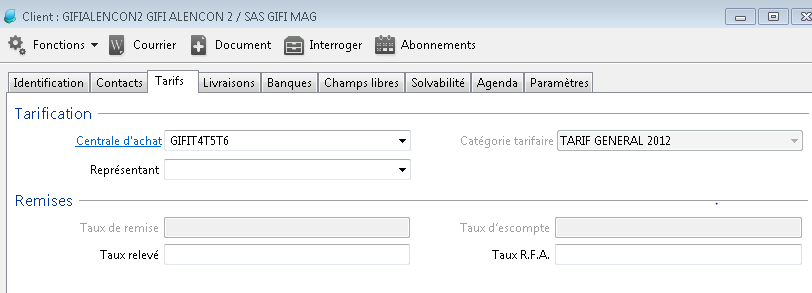 Client : GIFIALENCON2 GIFI ALENCON 2 / SAS GIFI MAG
Fonctions Courrier Document Interroger Abonnements
Identification Contacts Tarifs Livraisons Banques Champs libres Solvabilité Agenda Paramètres
Tarification
Centrale d'achat GIFIT4T5T6 Catégorie tarifaire TARIF GENERAL 2012
Représentant
Remises
Taux de remise Taux d'escompte
Taux relevé Taux R.F.A.